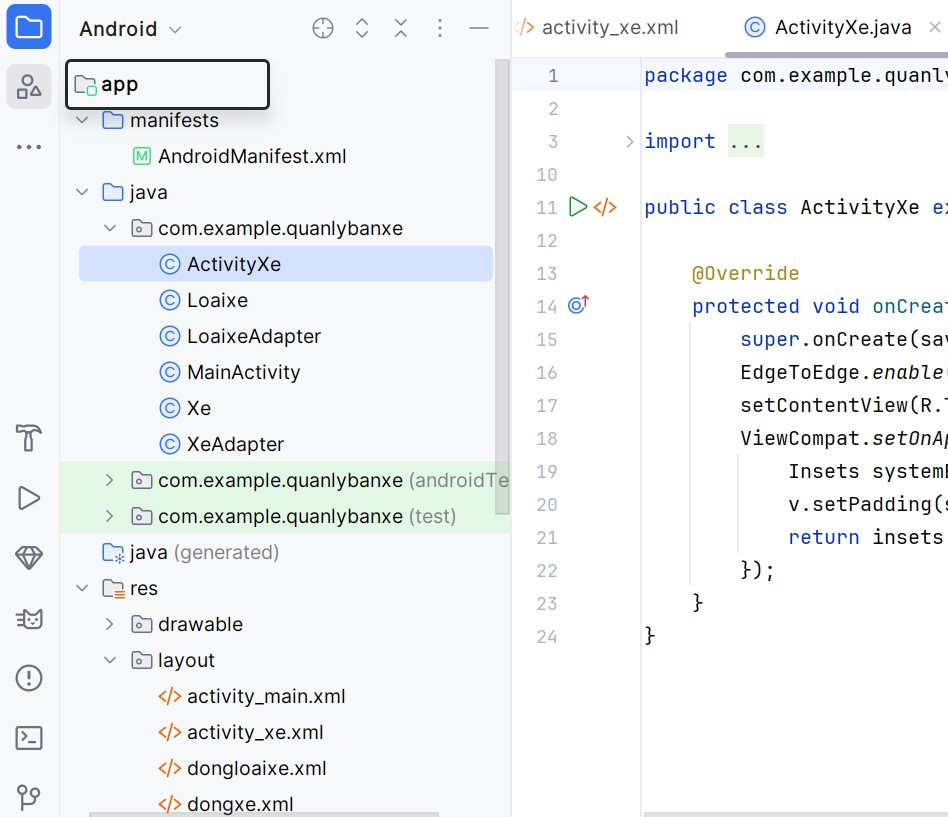 Android
app
manifests
AndroidManifest.xml
java
com.example.quanlybanxe
ActivityXe
Loaixe
LoaixeAdapter
MainActivity
Xe
XeAdapter
com.example.quanlybanxe (androidTe
com.example.quanlybanxe (test)
java (generated)
res
drawable
layout
activity_main.xml
activity_xe.xml
dongloaixe.xml
dongxe.xml
activity_xe.xml
ActivityXe.java
1 package com.example.quanly
2
3 import ...
10
11 public class ActivityXe ex
12
13 @Override
14 protected void onCreat
15 super.onCreate(sav
16 EdgeToEdge.enable(
17 setContentView(R.
18 ViewCompat.setOnAp
19 Insets systemB
20 v.setPadding(s
21 return insets
22 });
23 }
24 }